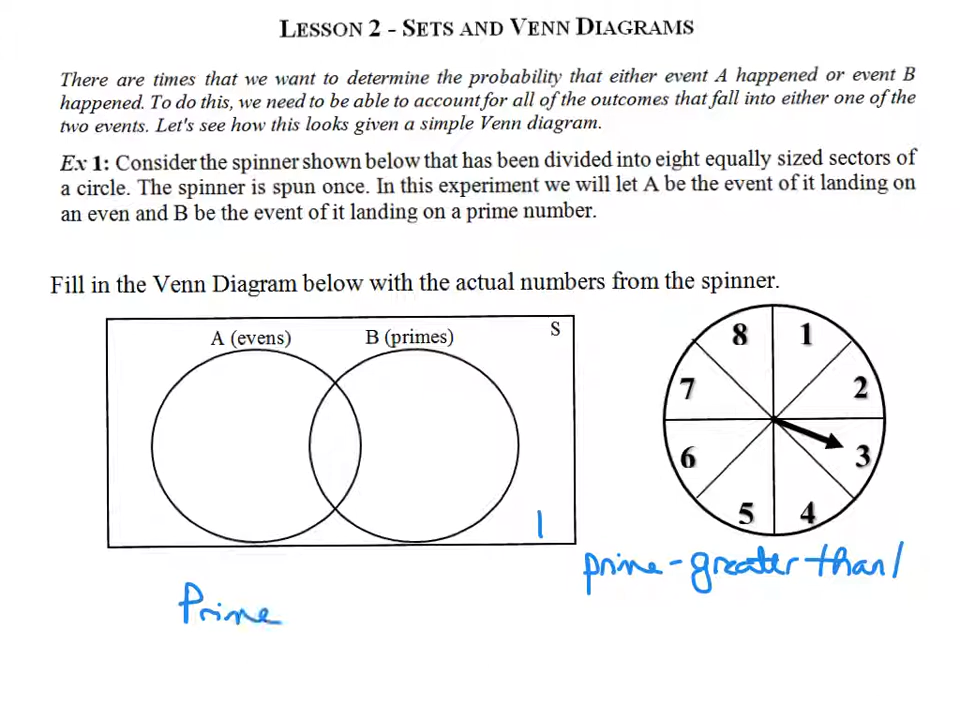 LESSON 2 - SETS AND VENN DIAGRAMS
There are times that we want to determine the probability that either event A happened or event B
happened. To do this, we need to be able to account for all of the outcomes that fall into either one of the
two events. Let's see how this looks given a simple Venn diagram.
Ex 1: Consider the spinner shown below that has been divided into eight equally sized sectors of
a circle. The spinner is spun once. In this experiment we will let A be the event of it landing on
an even and B be the event of it landing on a prime number.
Fill in the Venn Diagram below with the actual numbers from the spinner.
A (evens) B (primes) S
8 1
7 2
6 3
5 4
1
prime - greater than 1
Prime